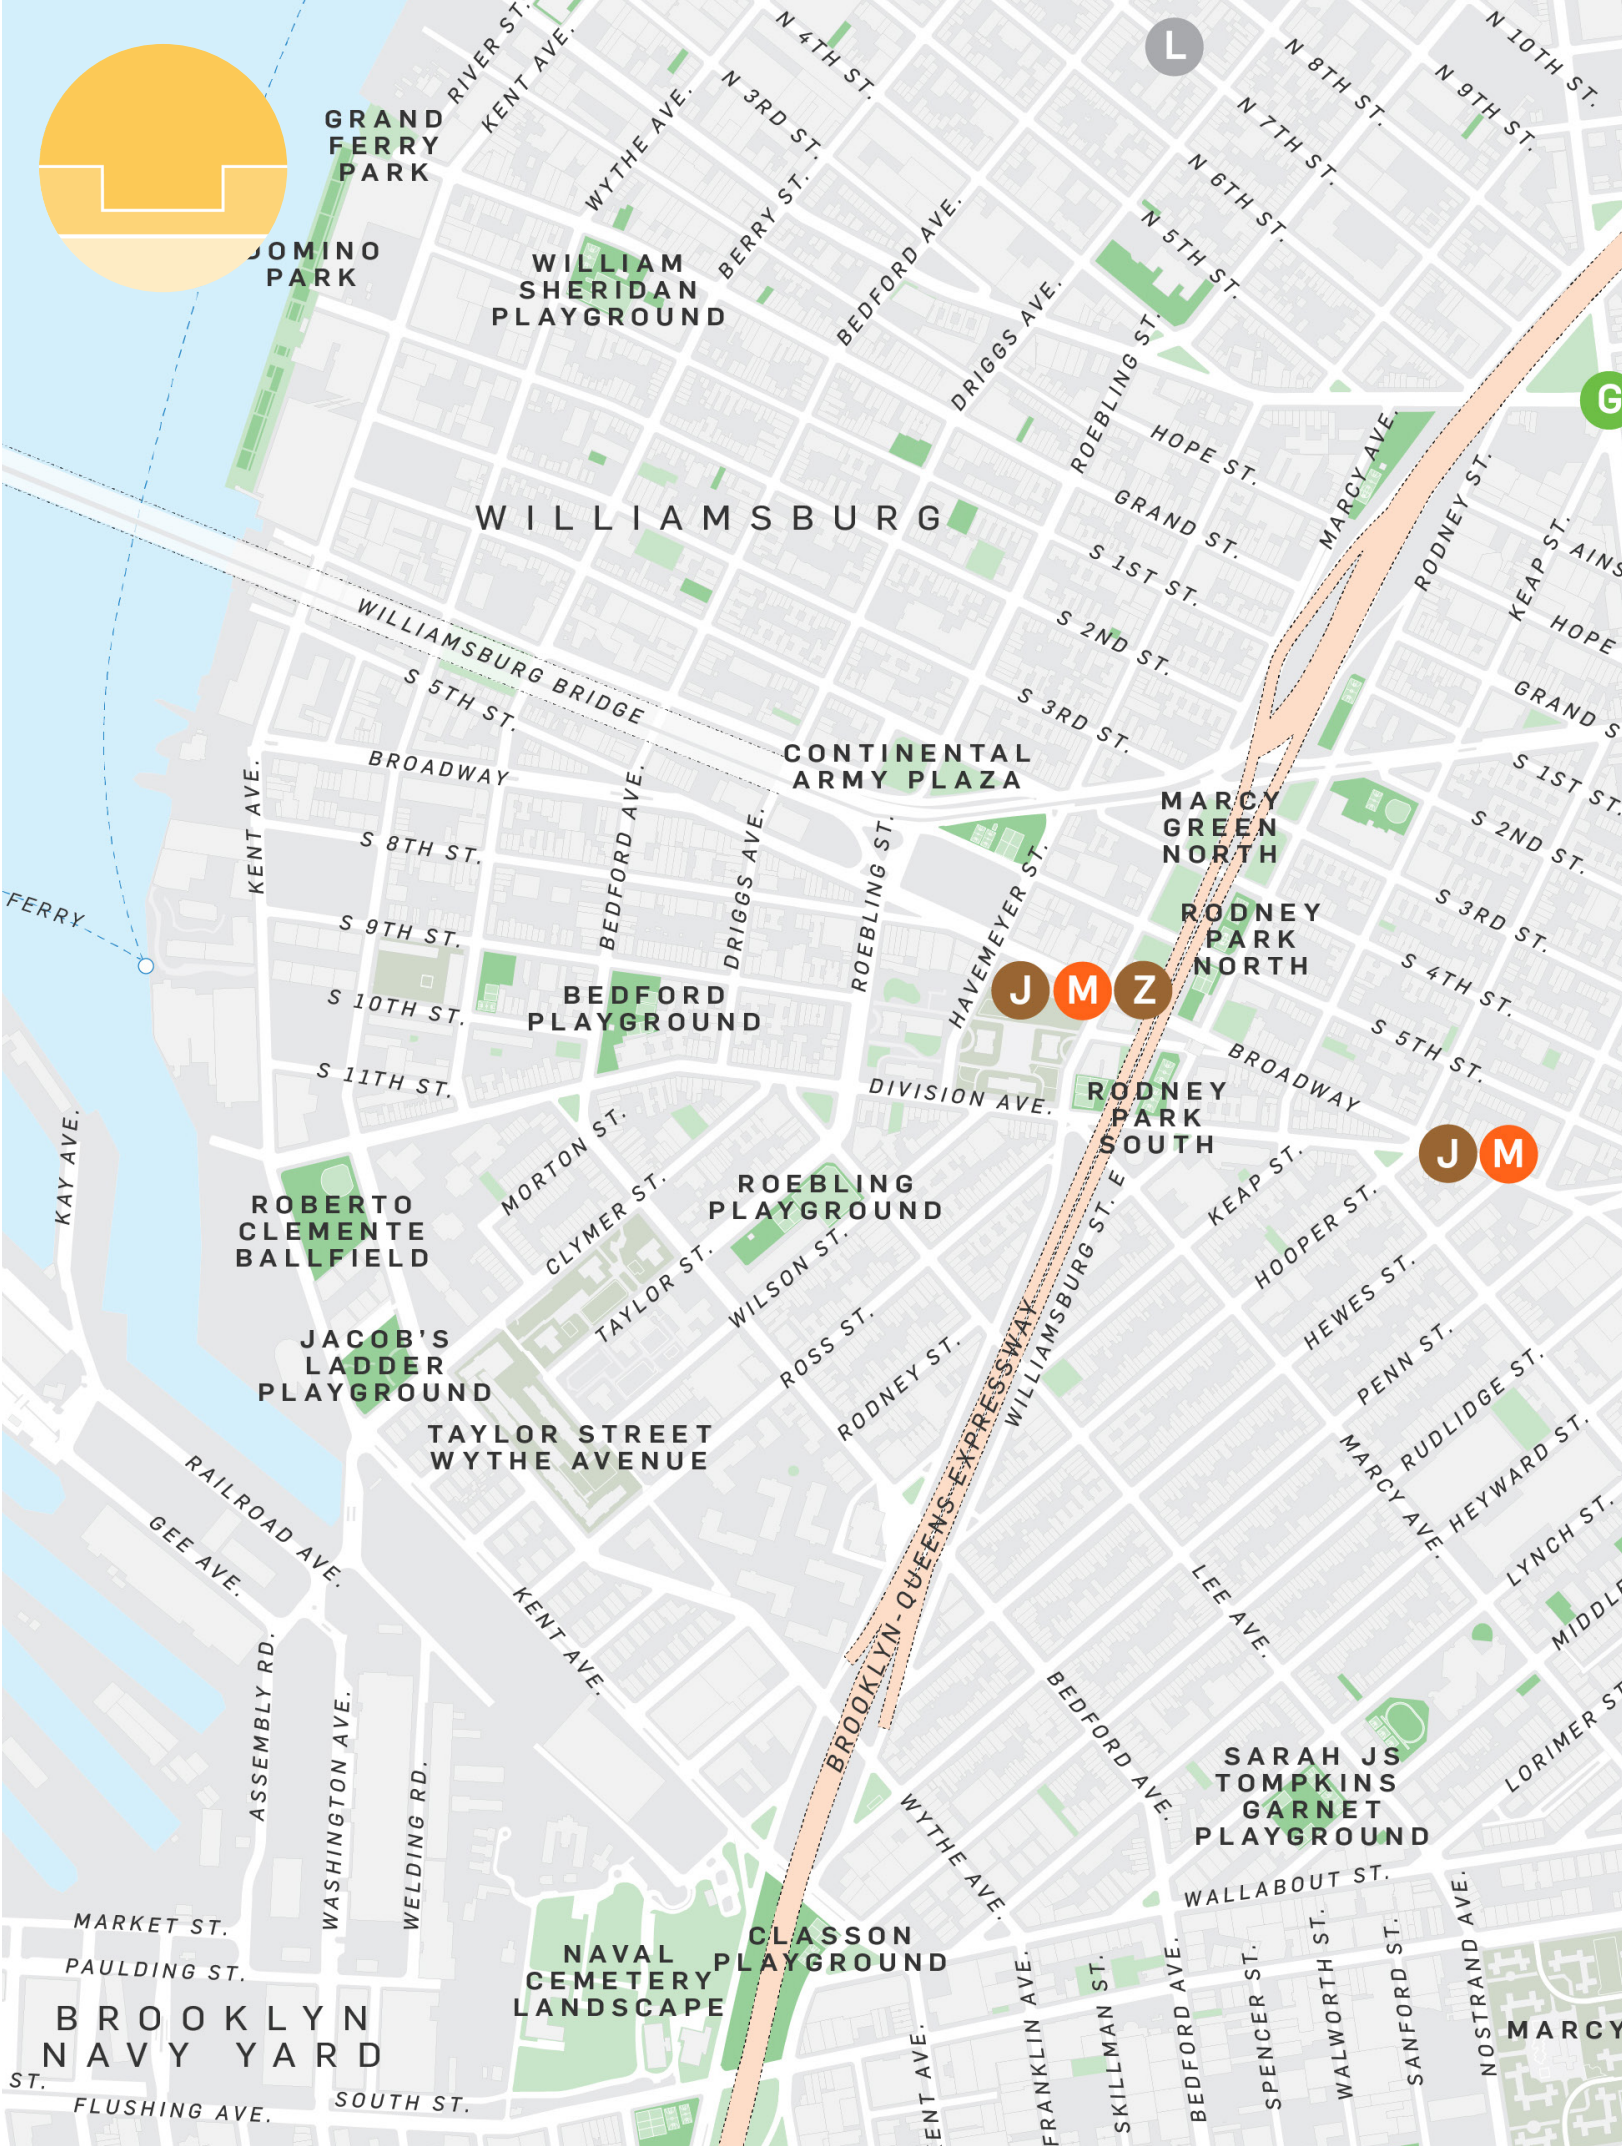 RIVER ST.
KENT AVE.
N 4TH ST.
L
N 8TH ST.
N 10TH ST.
N 9TH ST.
N 3RD ST.
N 7TH ST.
GRAND
FERRY
PARK
WYTHE AVE.
BERRY ST.
N 6TH ST.
BEDFORD AVE.
N 5TH ST.
PARK
WILLIAM
SHERIDAN
PLAYGROUND
DRIGGS AVE.
ROEBLING ST.
G
HOPE ST.
MARCY AVE.
RODNEY ST.
GRAND ST.
WILLIAMSBURG
KEAP ST.
AINS
S 1ST ST.
WILLIAMSBURG BRIDGE
S 2ND ST.
HOPE
S 5TH ST.
S 3RD ST.
GRAND S
BROADWAY
CONTINENTAL
ARMY PLAZA
S 1ST ST.
KENT AVE.
BEDFORD AVE.
DRIGGS AVE.
ROEBLING ST.
MARCY
GREEN
NORTH
S 2ND ST.
S 8TH ST.
HAVEMEYER ST.
FERRY
S 9TH ST.
RODNEY
PARK
NORTH
S 3RD ST.
S 4TH ST.
J M Z
BEDFORD
PLAYGROUND
S 10TH ST.
S 5TH ST.
BROADWAY
S 11TH ST.
DIVISION AVE.
RODNEY
PARK
SOUTH
J M
KAY AVE.
MORTON ST.
CLYMER ST.
ROEBLING
PLAYGROUND
KEAP ST.
ROBERTO
CLEMENTE
BALLFIELD
TAYLOR ST.
WILSON ST.
WILLIAMSBURG ST. E
HOOPER ST.
JACOB'S
LADDER
PLAYGROUND
ROSS ST.
RODNEY ST.
HEWES ST.
PENN ST.
RUDLIDGE ST.
TAYLOR STREET
WYTHE AVENUE
BROOKLYN-QUEENS EXPRESSWAY
MARCY AVE.
HEYWARD ST.
RAILROAD AVE.
GEE AVE.
LYNCH ST.
KENT AVE.
LEE AVE.
MIDDLE
ASSEMBLY RD.
WASHINGTON AVE.
WELDING RD.
BEDFORD AVE.
LORIMER ST
SARAH JS
TOMPKINS
GARNET
PLAYGROUND
WYTHE AVE.
WALLABOUT ST.
MARKET ST.
PAULDING ST.
CLASSON
PLAYGROUND
NAVAL
CEMETERY
LANDSCAPE
BROOKLYN
NAVY YARD
ENT AVE.
FRANKLIN AVE.
SKILLMAN ST.
BEDFORD AVE.
SPENCER ST.
WALWORTH ST.
SANFORD ST.
NOSTRAND AVE.
MARCY
ST.
FLUSHING AVE.
SOUTH ST.